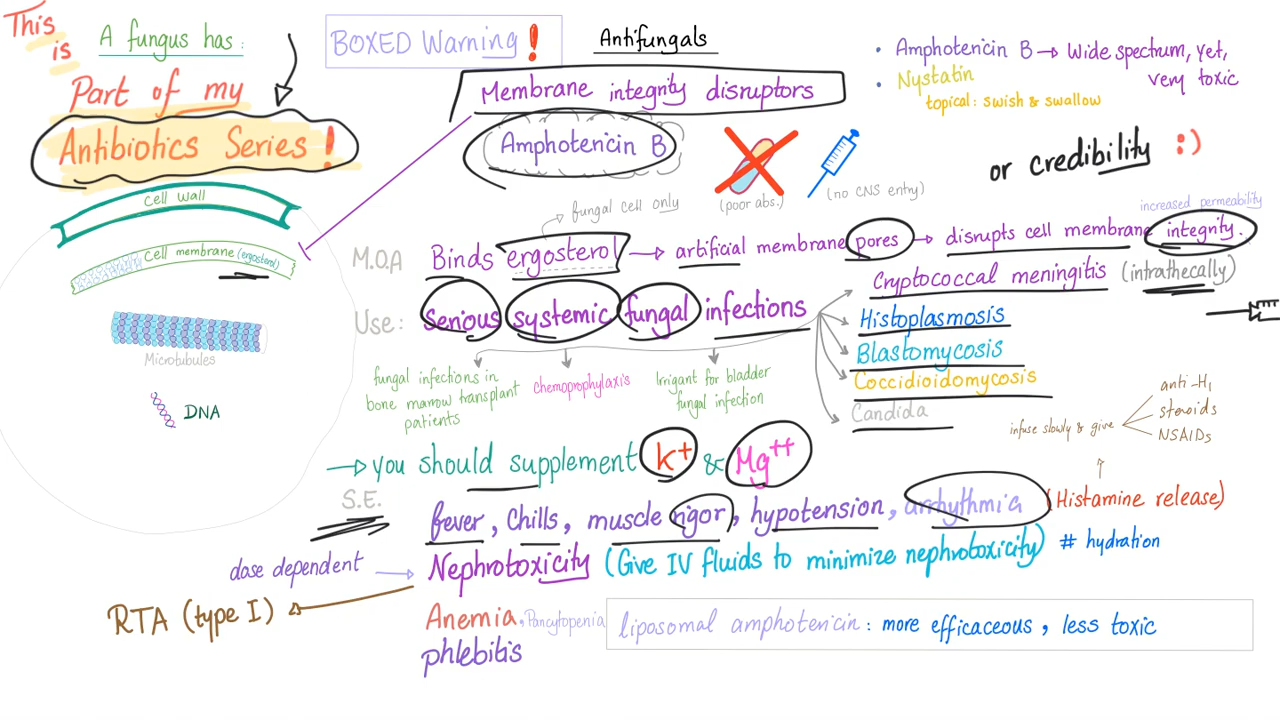 This
is
Part of my
Antibiotics Series!
A fungus has:
BOXED Warning!
Antifungals
Membrane integrity disruptors
Amphotericin B
(poor abs.)
(no CNS entry)
• Amphotericin B → Wide spectrum, yet,
very toxic
• Nystatin
topical: swish & swallow
or credibility :)
Cell wall
Cell membrane (ergosterol)
Microtubules
DNA
fungal cell only
increased permeability
M.O.A Binds ergosterol → artificial membrane pores → disrupts cell membrane integrity.
Use: Serious systemic fungal infections
Cryptococcal meningitis (intrathecally)
Histoplasmosis
Blastomycosis
Coccidioidomycosis
Candida
fungal infections in
bone marrow transplant
patients
chemoprophylaxis
Irrigant for bladder
fungal infection
→ you should supplement K+ & Mg++
infuse slowly & give
anti-H1
steroids
NSAIDs
S.E. fever, Chills, muscle rigor, hypotension, arrhythmia (Histamine release)
dose dependent → Nephrotoxicity (Give IV fluids to minimize nephrotoxicity) # hydration
RTA (type I)
Anemia, Pancytopenia
phlebitis
liposomal amphotericin: more efficaceous, less toxic